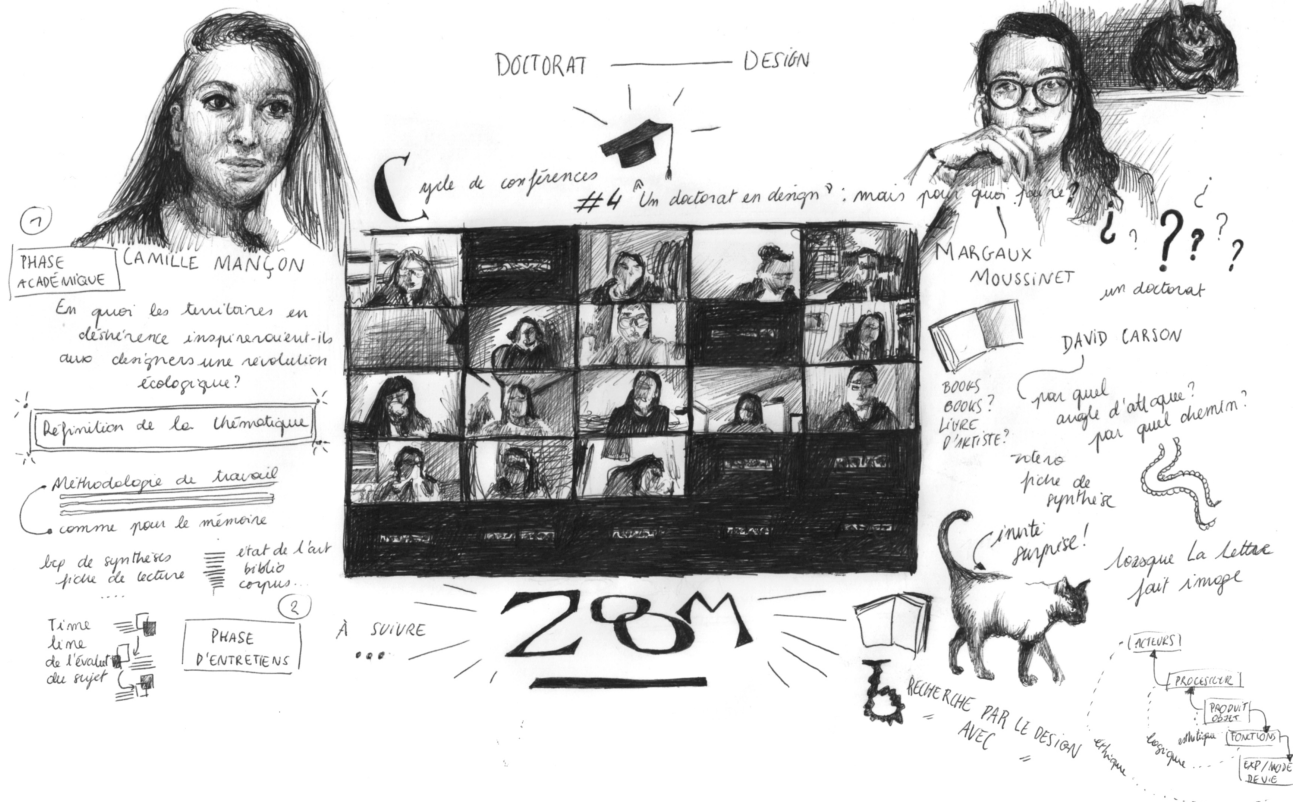 DOCTORAT — DESIGN
Cycle de conférences
#4 "Un doctorat en design" : mais pour quoi faire?
1
PHASE
ACADÉMIQUE
CAMILLE MANÇON
En quoi les territoires en
déshérence inspireraient-ils
aux designers une révolution
écologique?
Définition de la thématique
Méthodologie de travail
comme pour le mémoire
bcp de synthèses
fiche de lecture
....
état de l'art
biblio
corpus...
Time
line
de l'évolut°
du sujet
2
PHASE
D'ENTRETIENS
À SUIVRE
...
ZOOM
MARGAUX
MOUSSINET
¿ ? ? ? ? ¿ ?
un doctorat
DAVID CARSON
par quel
angle d'attaque?
par quel chemin?
BOOKS
BOOKS?
LIVRE
D'ARTISTE?
fiche de
synthèse
invité
surprise!
lorsque La lettre
fait image
b
RECHERCHE PAR LE DESIGN
= AVEC =
ACTEURS
PROCESSUS
PRODUIT
OBJET
FONCTIONS
EXP/MODE
DE VIE
éthique
logique
esthétique